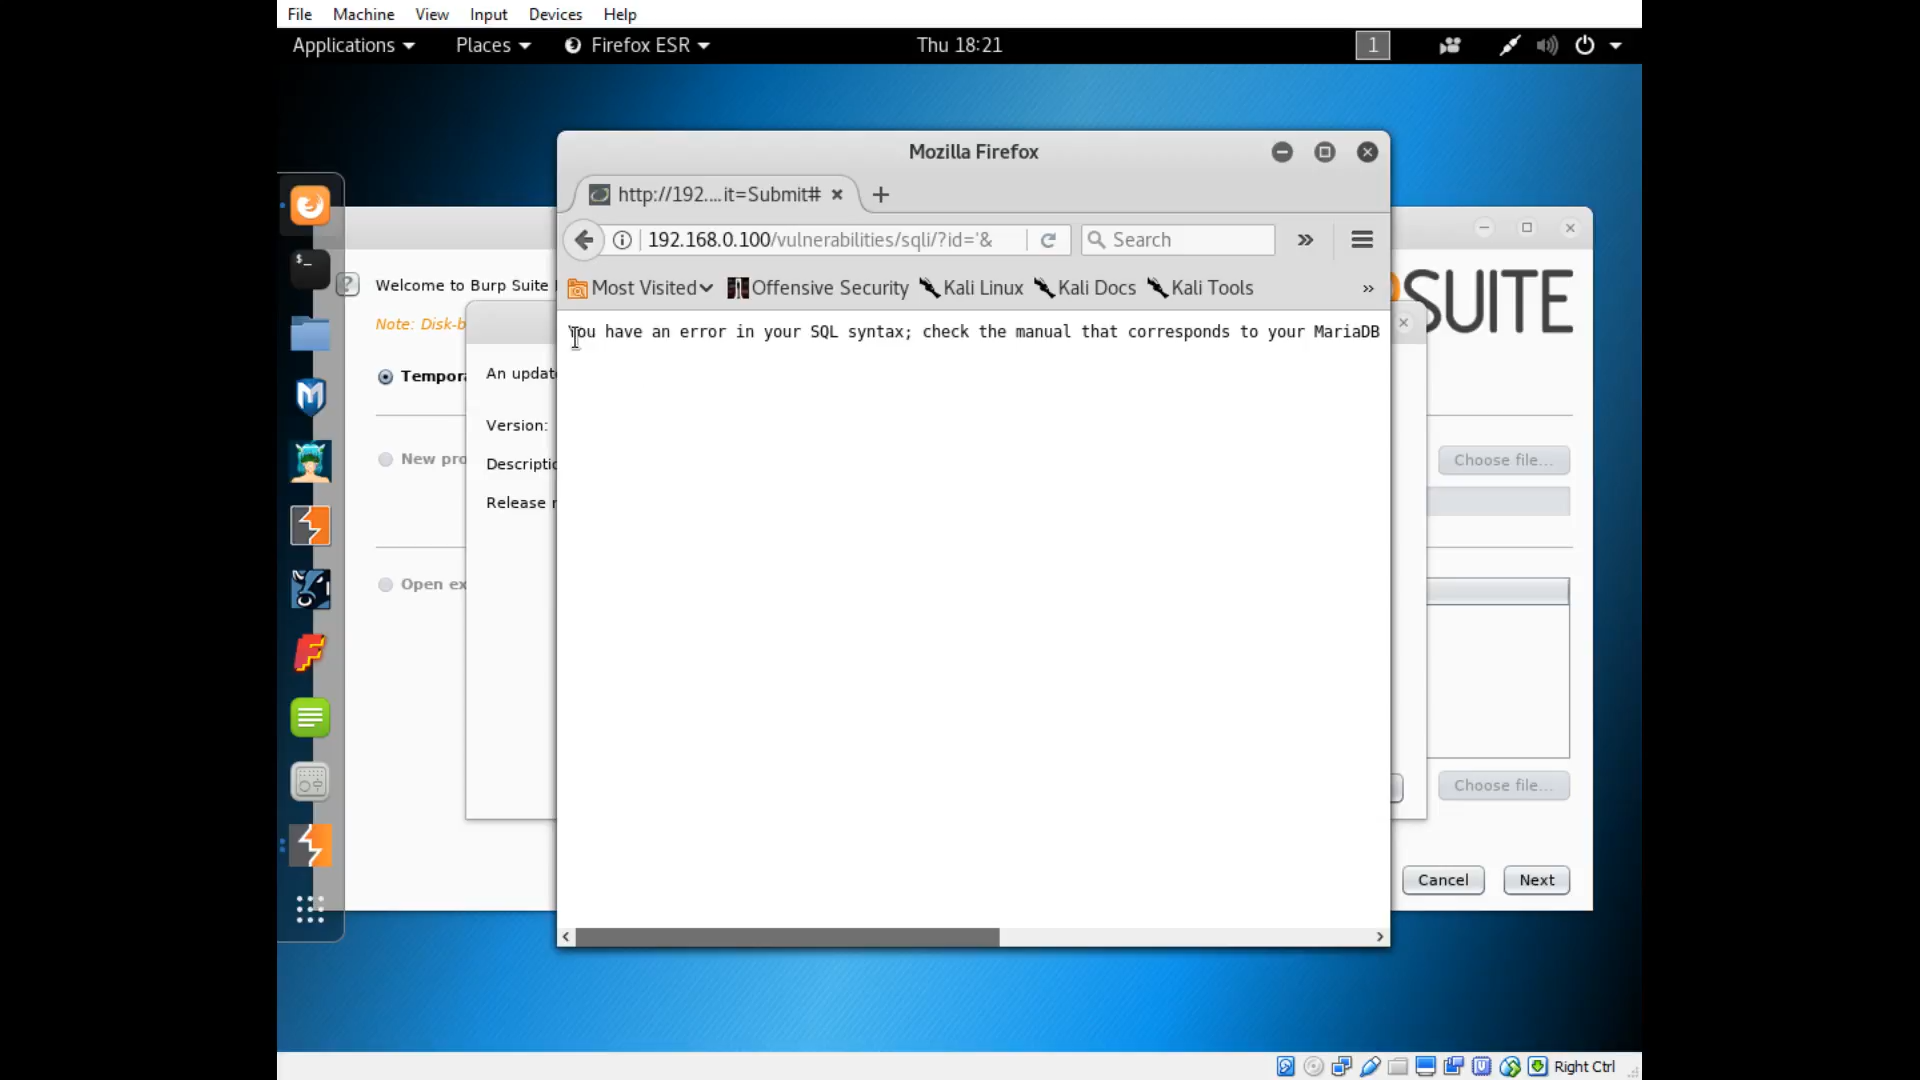 File Machine View Input Devices Help
Applications Places Firefox ESR Thu 18:21 1
Mozilla Firefox
http://192....it=Submit#
192.168.0.100/vulnerabilities/sqli/?id='& Search
Most Visited Offensive Security Kali Linux Kali Docs Kali Tools »
You have an error in your SQL syntax; check the manual that corresponds to your MariaDB
Welcome to Burp Suite
SUITE
Note: Disk-b
Tempora
An update
Version:
New pro
Choose file...
Descriptio
Release n
Open ex
Choose file...
Cancel Next
Right Ctrl